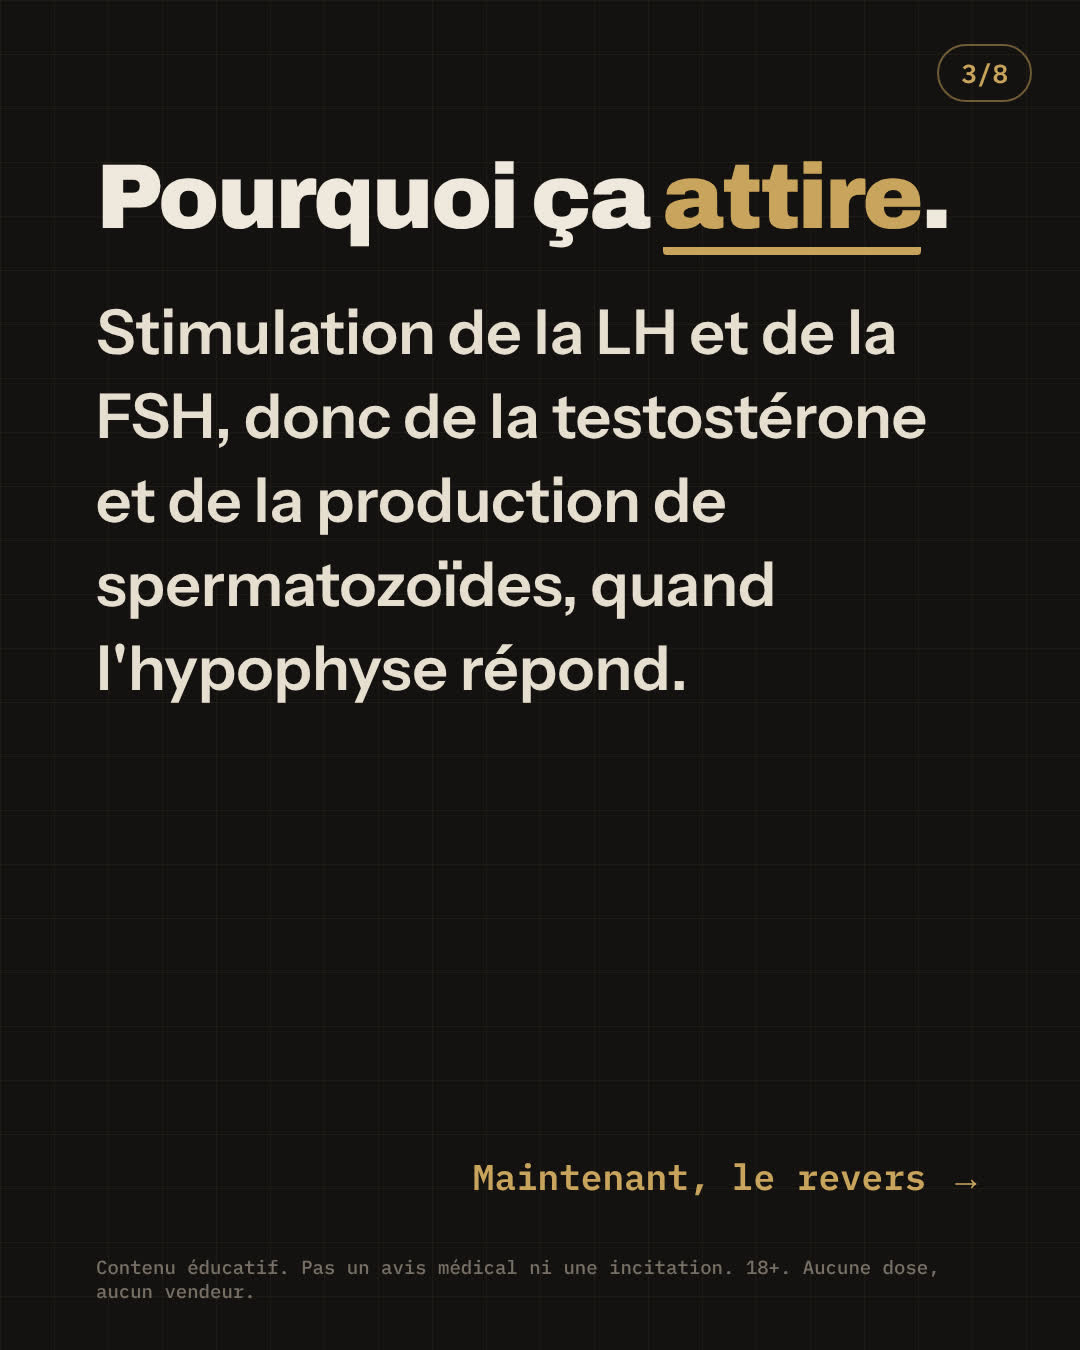 3/8
Pourquoi ça attire.
Stimulation de la LH et de la
FSH, donc de la testostérone
et de la production de
spermatozoïdes, quand
l'hypophyse répond.
Maintenant, le revers →
Contenu éducatif. Pas un avis médical ni une incitation. 18+. Aucune dose,
aucun vendeur.